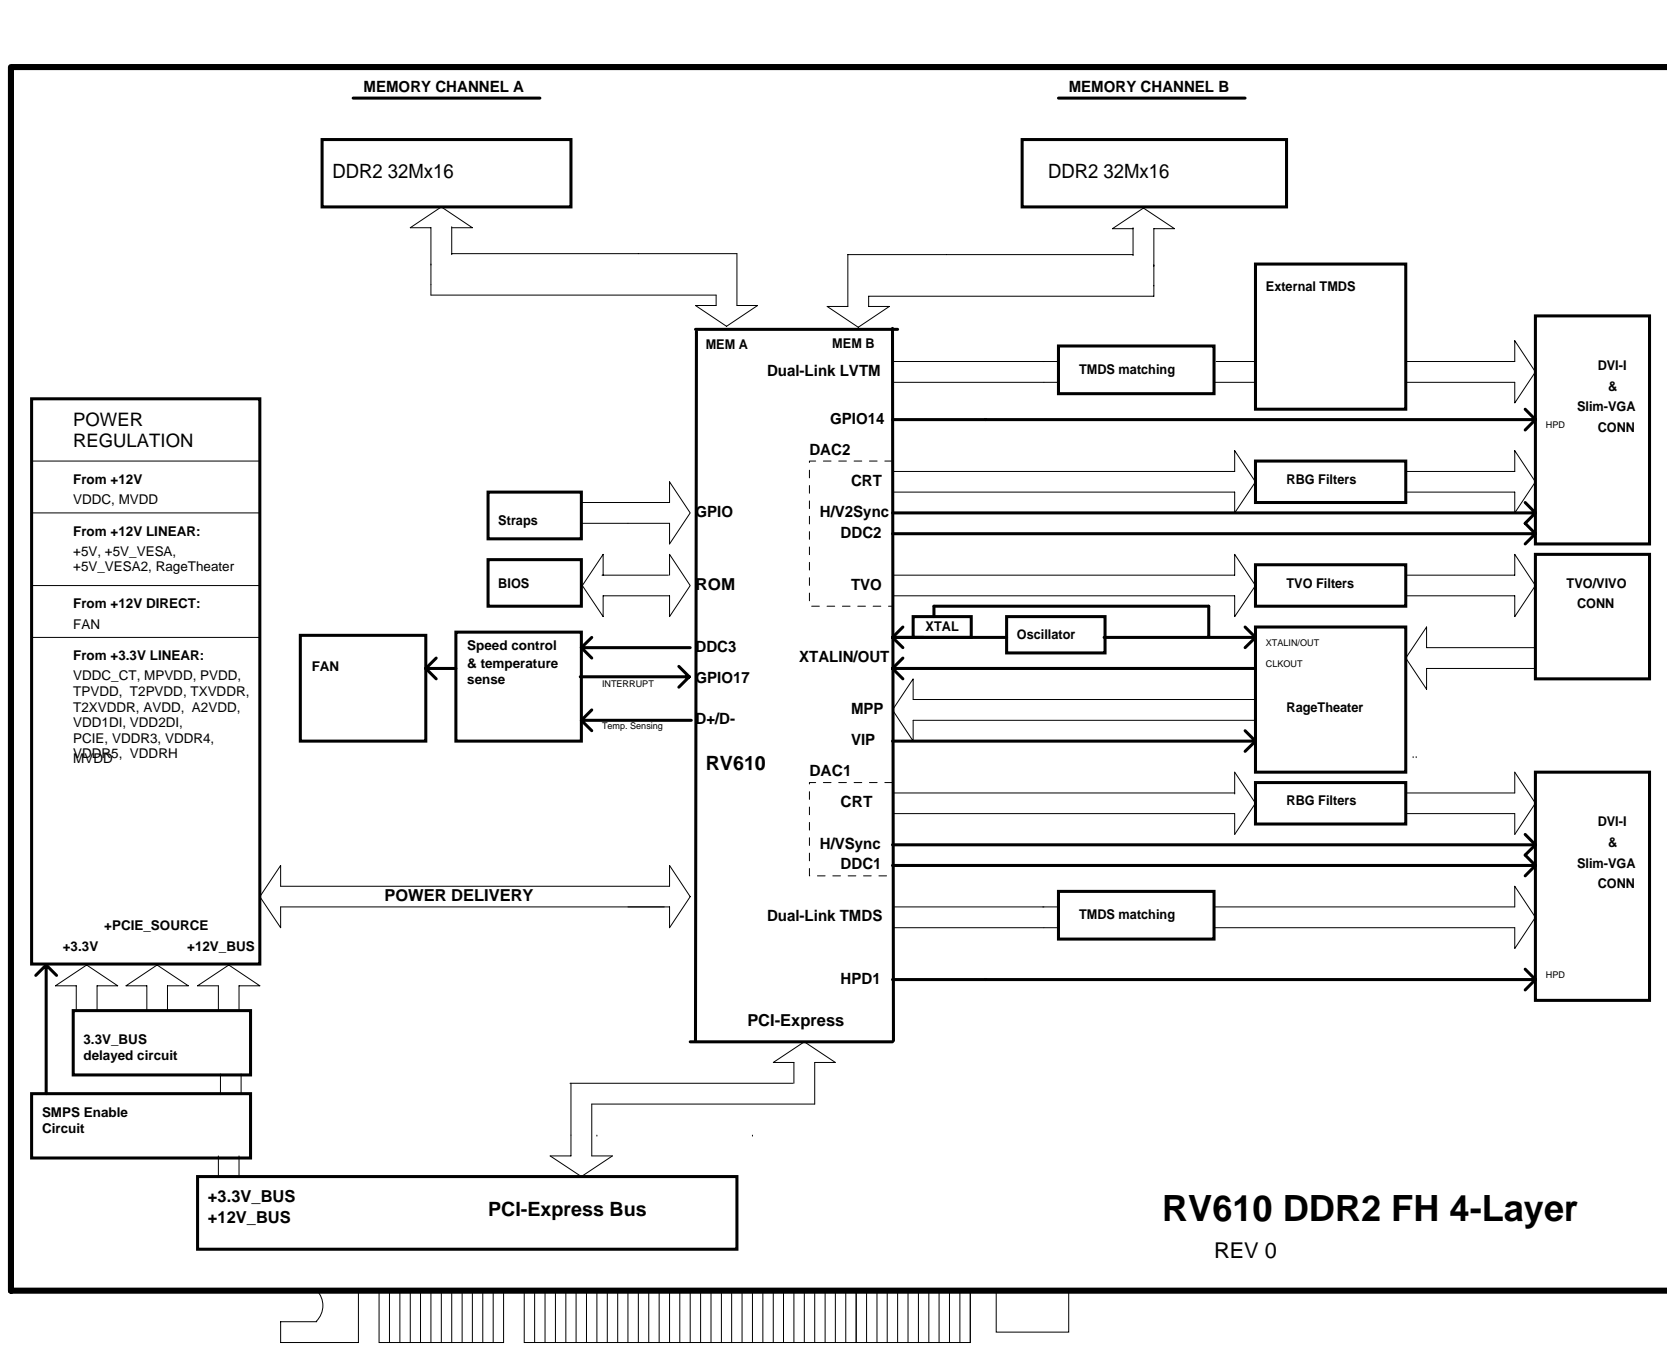 MEMORY CHANNEL A
MEMORY CHANNEL B
DDR2 32Mx16
DDR2 32Mx16
External TMDS
MEM A
MEM B
Dual-Link LVTM
TMDS matching
DVI-I
&
Slim-VGA
CONN
HPD
GPIO14
DAC2
CRT
RBG Filters
H/V2Sync
DDC2
TVO
TVO Filters
TVO/VIVO
CONN
POWER
REGULATION
From +12V
VDDC, MVDD
From +12V LINEAR:
+5V, +5V_VESA,
+5V_VESA2, RageTheater
From +12V DIRECT:
FAN
From +3.3V LINEAR:
VDDC_CT, MPVDD, PVDD,
TPVDD, T2PVDD, TXVDDR,
T2XVDDR, AVDD, A2VDD,
VDD1DI, VDD2DI,
PCIE, VDDR3, VDDR4,
VDDR5, VDDRH
MVDD
+PCIE_SOURCE
+3.3V
+12V_BUS
Straps
GPIO
BIOS
ROM
FAN
Speed control
& temperature
sense
DDC3
INTERRUPT
GPIO17
Temp. Sensing
D+/D-
RV610
XTAL
Oscillator
XTALIN/OUT
XTALIN/OUT
CLKOUT
RageTheater
MPP
VIP
DAC1
CRT
RBG Filters
H/VSync
DDC1
DVI-I
&
Slim-VGA
CONN
HPD
POWER DELIVERY
Dual-Link TMDS
TMDS matching
HPD1
PCI-Express
3.3V_BUS
delayed circuit
SMPS Enable
Circuit
+3.3V_BUS
+12V_BUS
PCI-Express Bus
RV610 DDR2 FH 4-Layer
REV 0